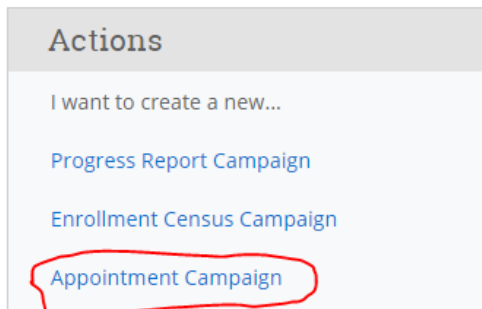 Actions
I want to create a new...
Progress Report Campaign
Enrollment Census Campaign
Appointment Campaign